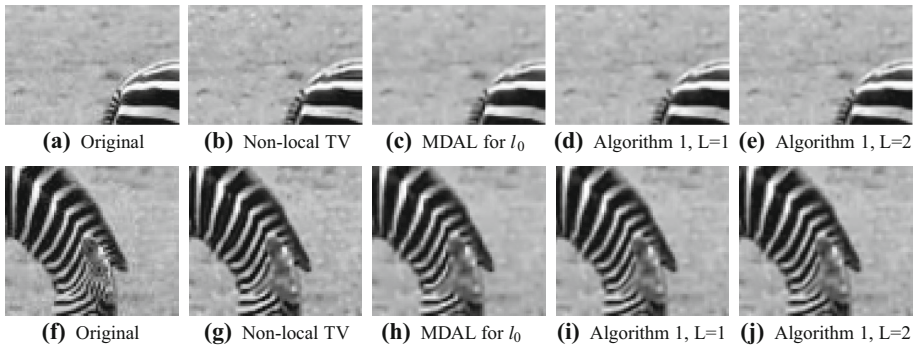 (a) Original (b) Non-local TV (c) MDAL for l0 (d) Algorithm 1, L=1 (e) Algorithm 1, L=2
(f) Original (g) Non-local TV (h) MDAL for l0 (i) Algorithm 1, L=1 (j) Algorithm 1, L=2